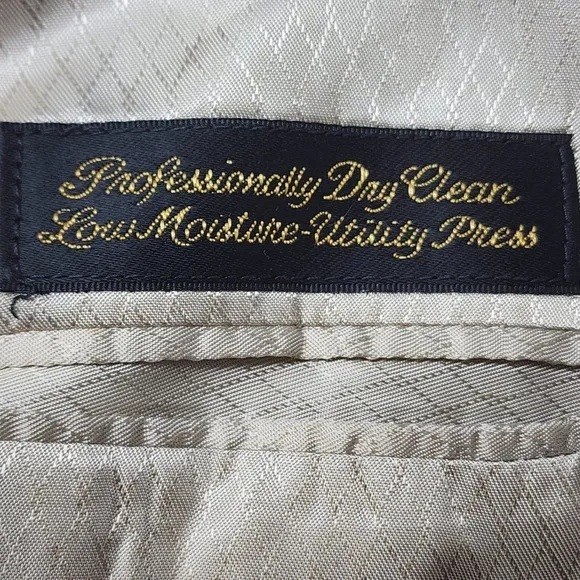 Professionally Dry Clean
Low Moisture-Utility Press